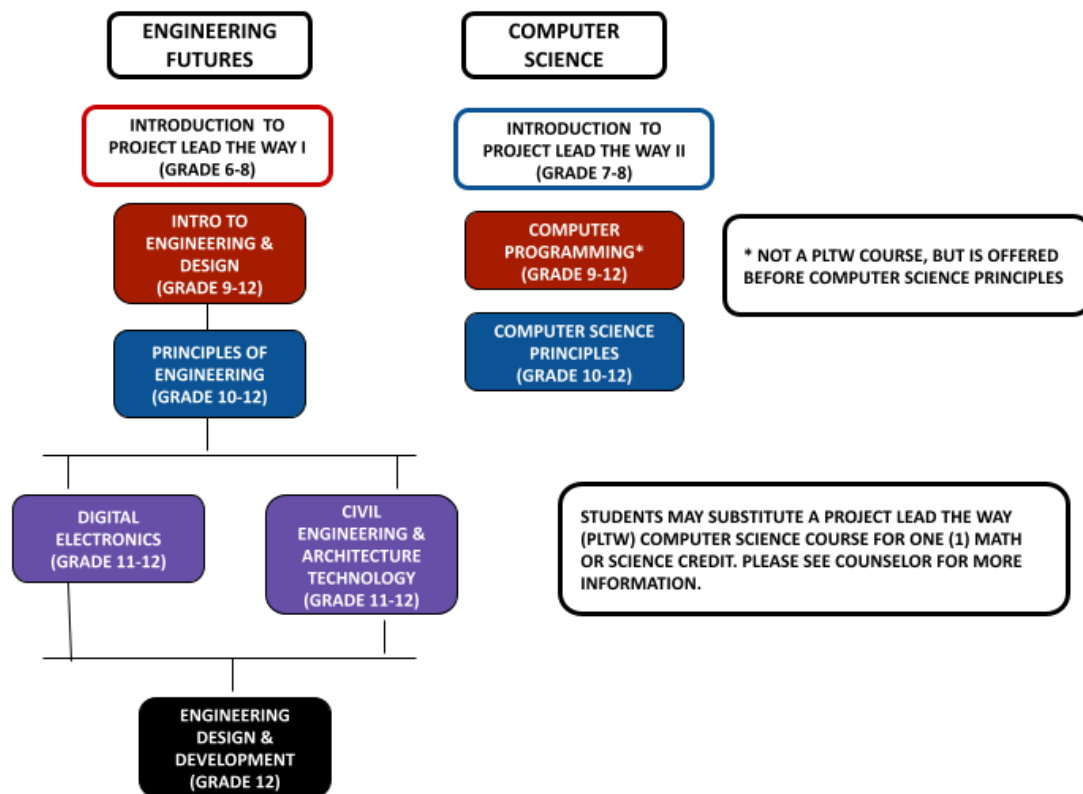 ENGINEERING
FUTURES
COMPUTER
SCIENCE
INTRODUCTION TO
PROJECT LEAD THE WAY I
(GRADE 6-8)
INTRODUCTION TO
PROJECT LEAD THE WAY II
(GRADE 7-8)
INTRO TO
ENGINEERING &
DESIGN
(GRADE 9-12)
COMPUTER
PROGRAMMING*
(GRADE 9-12)
* NOT A PLTW COURSE, BUT IS OFFERED
BEFORE COMPUTER SCIENCE PRINCIPLES
PRINCIPLES OF
ENGINEERING
(GRADE 10-12)
COMPUTER SCIENCE
PRINCIPLES
(GRADE 10-12)
DIGITAL
ELECTRONICS
(GRADE 11-12)
CIVIL
ENGINEERING &
ARCHITECTURE
TECHNOLOGY
(GRADE 11-12)
STUDENTS MAY SUBSTITUTE A PROJECT LEAD THE WAY
(PLTW) COMPUTER SCIENCE COURSE FOR ONE (1) MATH
OR SCIENCE CREDIT. PLEASE SEE COUNSELOR FOR MORE
INFORMATION.
ENGINEERING
DESIGN &
DEVELOPMENT
(GRADE 12)